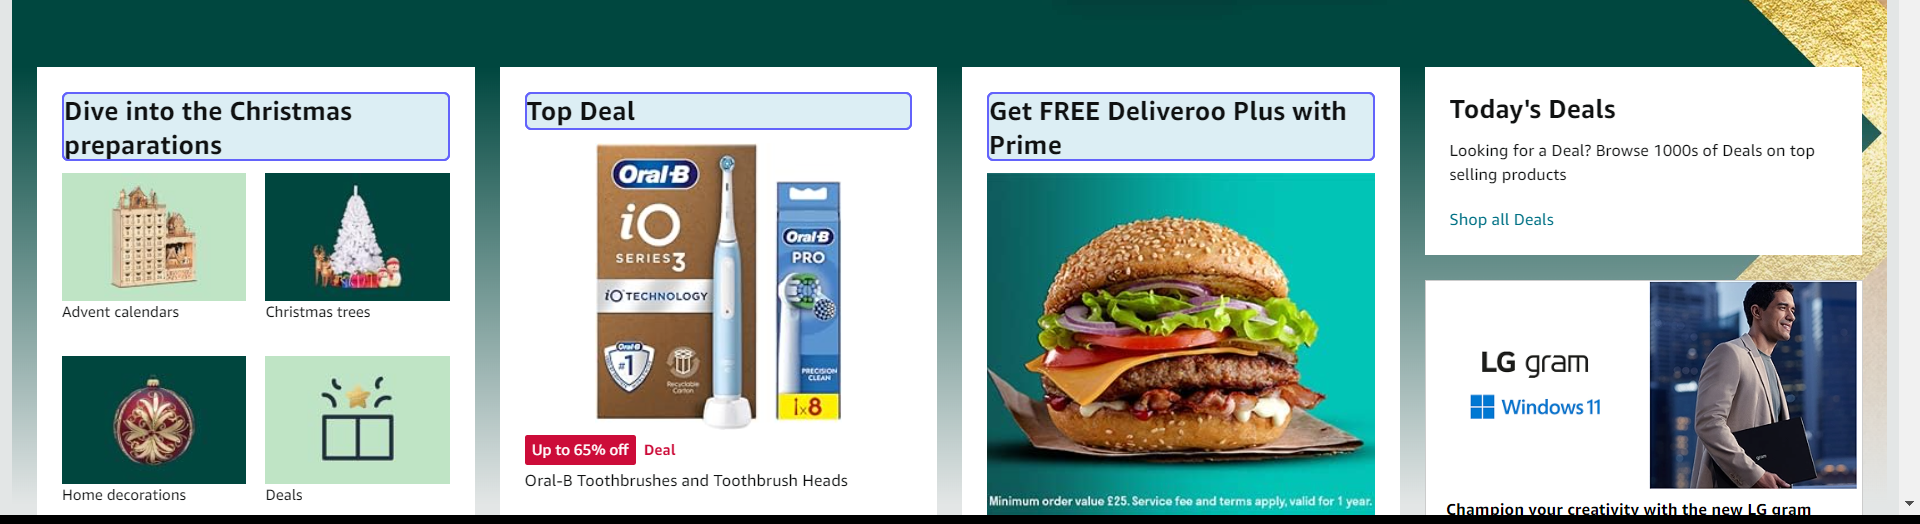 Dive into the Christmas
preparations
Advent calendars
Christmas trees
Home decorations
Deals
Top Deal
Oral-B
iO
SERIES 3
iO TECHNOLOGY
Oral-B
#1
Recyclable
Carton
Oral-B
PRO
PRECISION
CLEAN
1x8
Up to 65% off Deal
Oral-B Toothbrushes and Toothbrush Heads
Get FREE Deliveroo Plus with
Prime
Minimum order value £25. Service fee and terms apply, valid for 1 year.
Today's Deals
Looking for a Deal? Browse 1000s of Deals on top
selling products
Shop all Deals
LG gram
Windows 11
gram
Champion your creativity with the new LG gram